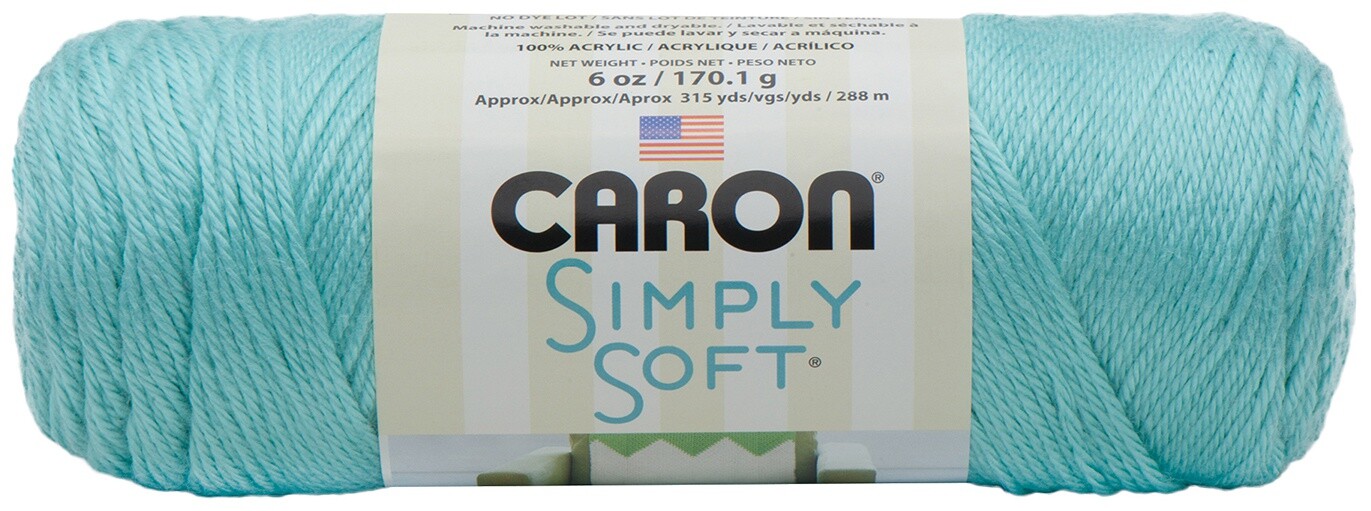 NO DYE LOT / SANS LOT DE TEINTURE /
Machine washable and dryable. / Lavable et séchable à
la machine. / Se puede lavar y secar a máquina.
100% ACRYLIC / ACRYLIQUE / ACRÍLICO
NET WEIGHT • POIDS NET • PESO NETO
6 oz / 170.1 g
Approx/Approx/Aprox 315 yds/vgs/yds / 288 m
CARON®
SIMPLY
SOFT®